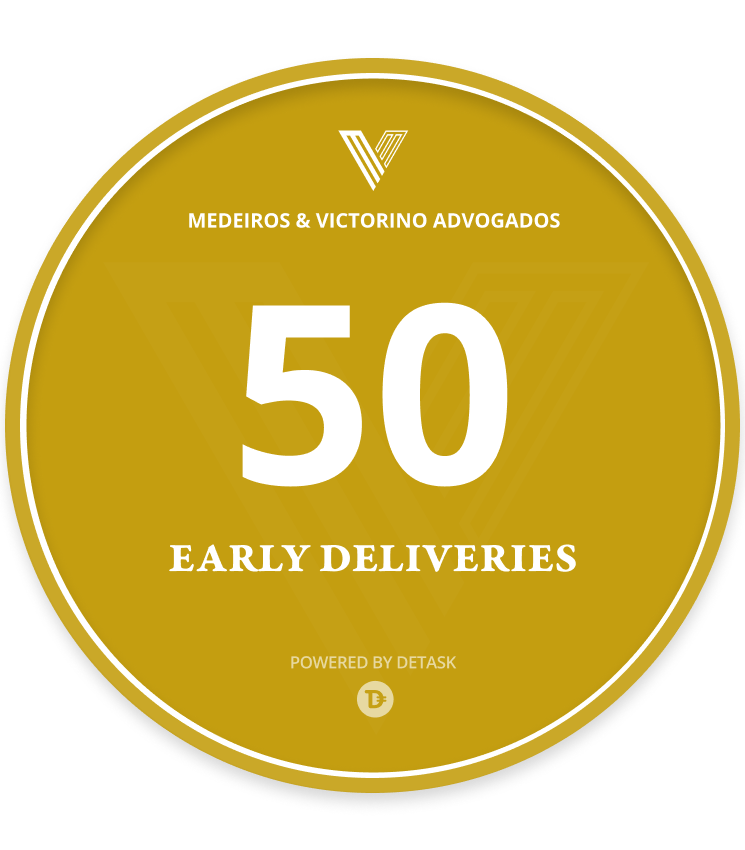 MEDEIROS & VICTORINO ADVOGADOS
50
EARLY DELIVERIES
POWERED BY DETASK